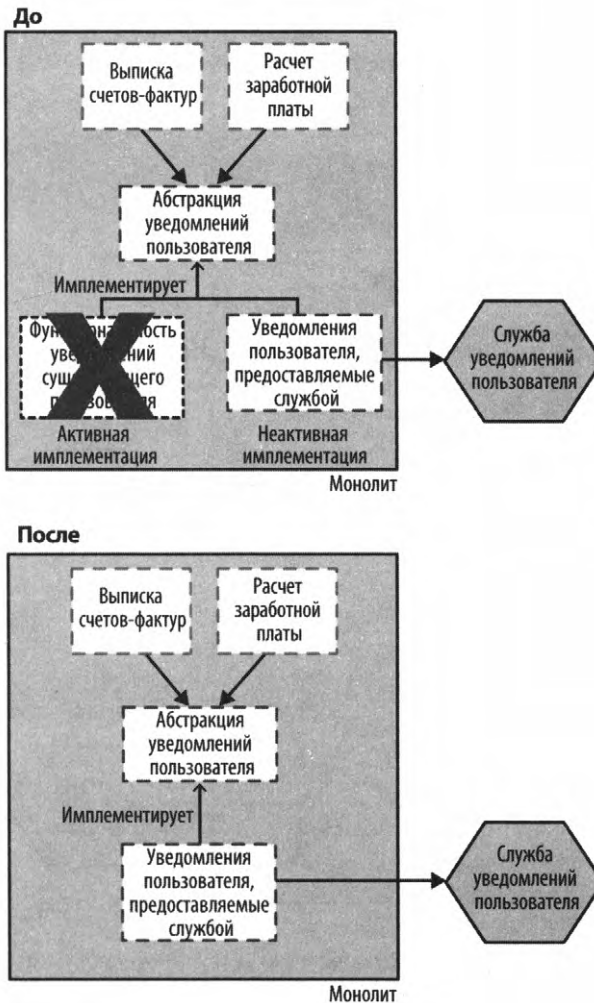 До
Выписка
счетов-фактур
Расчет
заработной
платы
Абстракция
уведомлений
пользователя
Имплементирует
Уведомления
пользователя,
предоставляемые
службой
Служба
уведомлений
пользователя
Активная
имплементация
Неактивная
имплементация
Монолит
После
Выписка
счетов-фактур
Расчет
заработной
платы
Абстракция
уведомлений
пользователя
Имплементирует
Уведомления
пользователя,
предоставляемые
службой
Служба
уведомлений
пользователя
Монолит